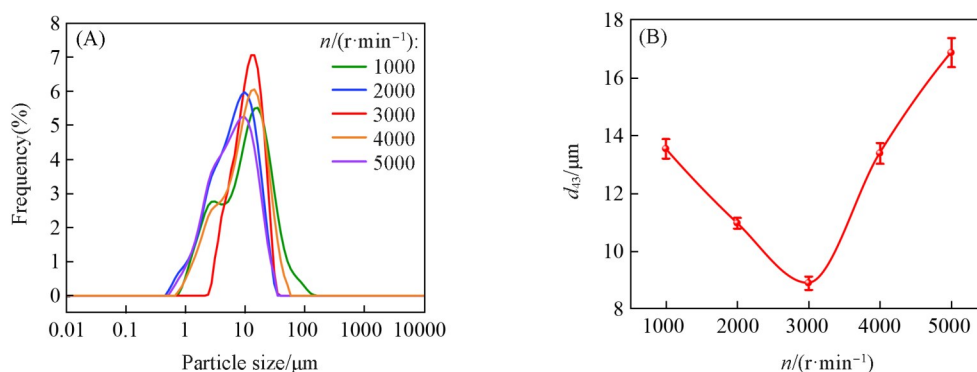 (A)
n/(r·min⁻¹):
1000
2000
3000
4000
5000
8
7
6
5
4
3
2
1
0
Frequency(%)
0.01 0.1 1 10 100 1000 10000
Particle size/μm
(B)
18
16
14
12
10
8
d₄₃/μm
1000 2000 3000 4000 5000
n/(r·min⁻¹)